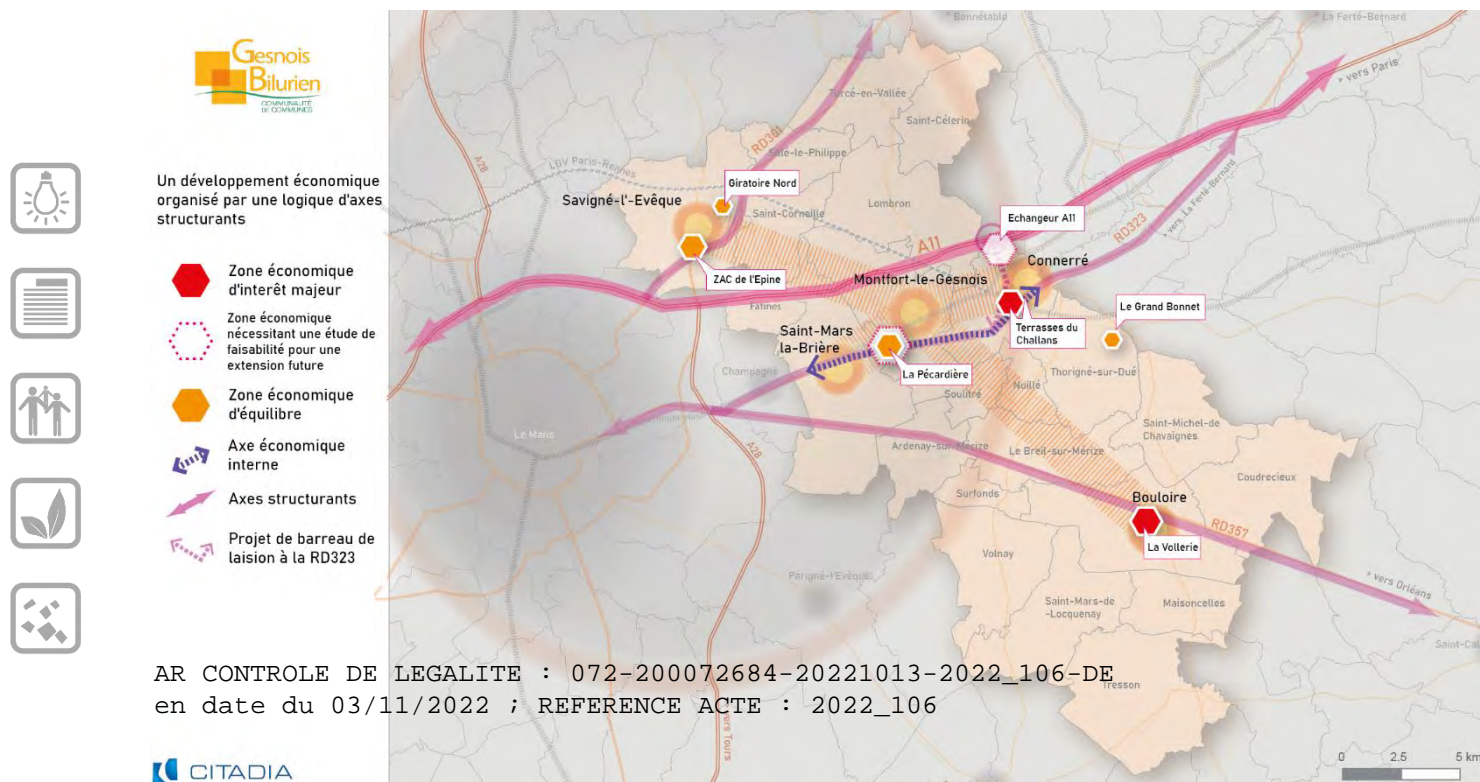 Gesnois
Bilurien
COMMUNAUTÉ
DE COMMUNES
Un développement économique
organisé par une logique d'axes
structurants
Zone économique
d'interêt majeur
Zone économique
nécessitant une étude de
faisabilité pour une
extension future
Zone économique
d'équilibre
Axe économique
interne
Axes structurants
Projet de barreau de
laision à la RD323
Bonnétable
La Ferté-Bernard
> vers Paris
Torcé-en-Vallée
Saint-Célerin
A28
RD301
LGV Paris-Rennes
Sillé-le-Philippe
Giratoire Nord
Savigné-l'-Evêque
Saint-Corneille
Lombron
Echangeur A11
RD323
> vers La Ferté-Bernard
A11
Connerré
ZAC de l'Epine
Montfort-le-Gesnois
Fatines
Le Grand Bonnet
Saint-Mars
la-Brière
Terrasses du
Challans
La Pécardière
Champagné
Nuillé
Thorigné-sur-Dué
Soulitré
Le Mans
Saint-Michel-de
Chavaignes
Ardenay-sur-Mérize
Le Breil-sur-Mérize
A28
Coudrecieux
Surfonds
Bouloire
RD357
La Vollerie
Volnay
Parigné-l'Evêque
> vers Orléans
Saint-Mars-de
-Locquenay
Maisoncelles
Saint-Cal
Tresson
AR CONTROLE DE LEGALITE : 072-200072684-20221013-2022_106-DE
en date du 03/11/2022 ; REFERENCE ACTE : 2022_106
vers Tours
0 2.5 5 km
CITADIA